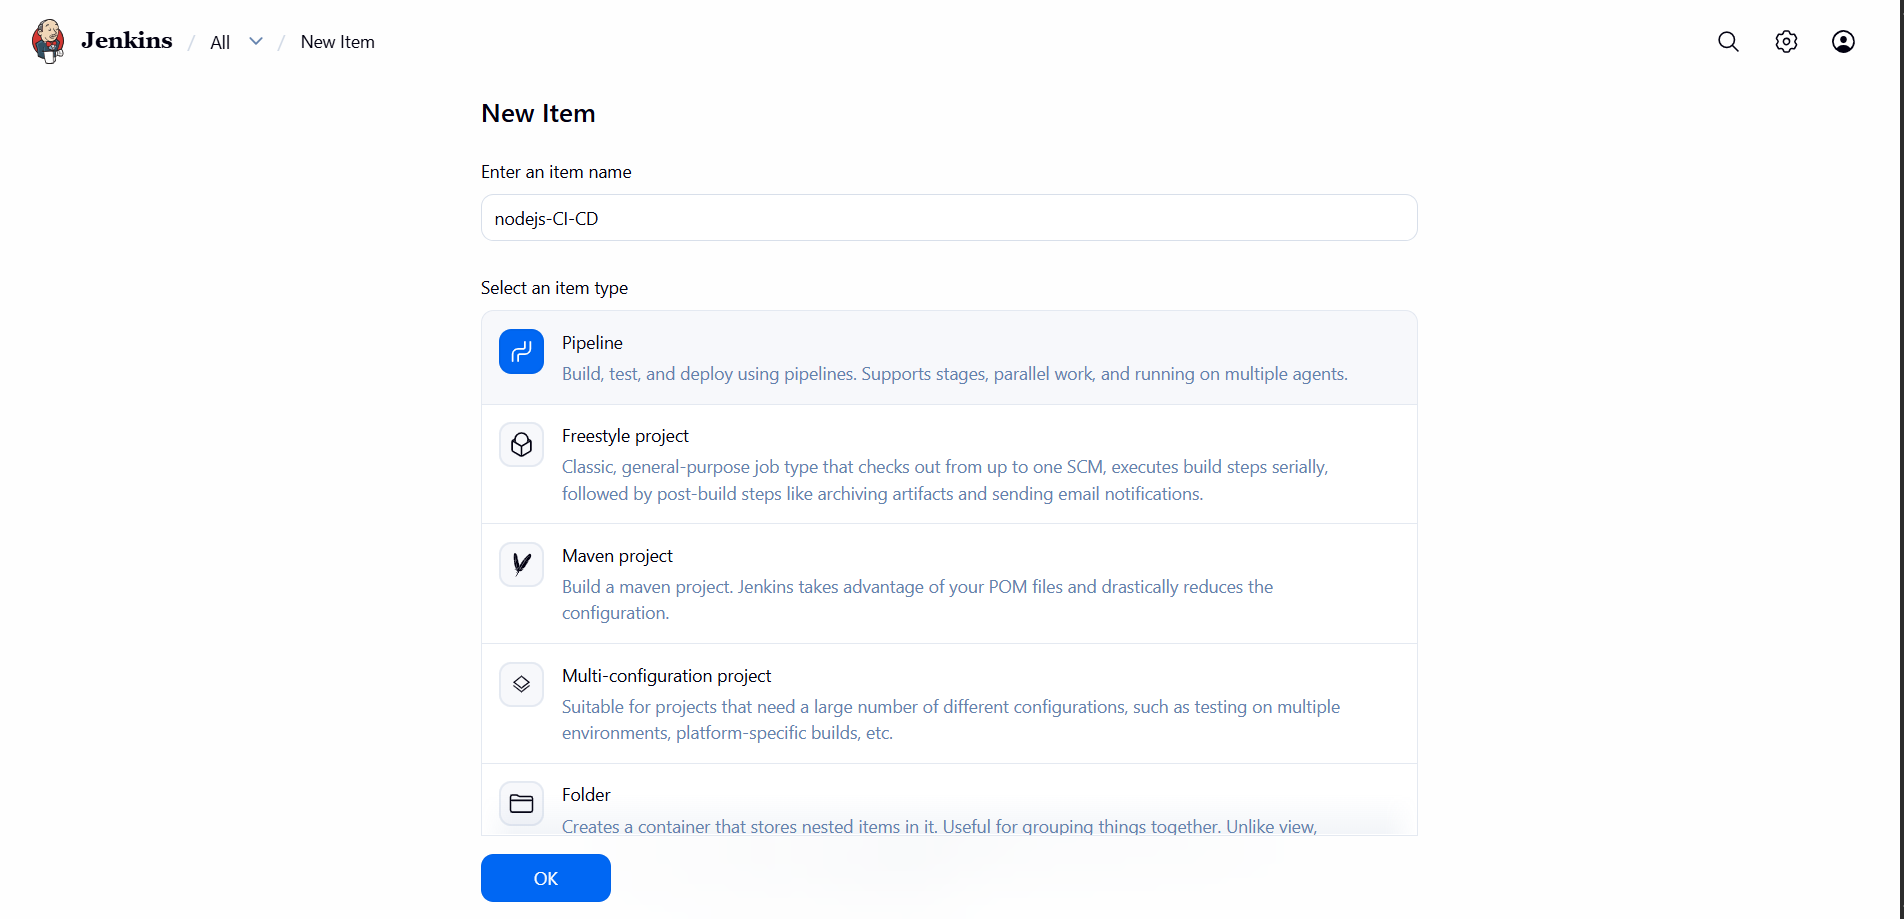 Jenkins / All / New Item
New Item
Enter an item name
nodejs-CI-CD
Select an item type
Pipeline
Build, test, and deploy using pipelines. Supports stages, parallel work, and running on multiple agents.
Freestyle project
Classic, general-purpose job type that checks out from up to one SCM, executes build steps serially,
followed by post-build steps like archiving artifacts and sending email notifications.
Maven project
Build a maven project. Jenkins takes advantage of your POM files and drastically reduces the
configuration.
Multi-configuration project
Suitable for projects that need a large number of different configurations, such as testing on multiple
environments, platform-specific builds, etc.
Folder
Creates a container that stores nested items in it. Useful for grouping things together. Unlike view,
OK